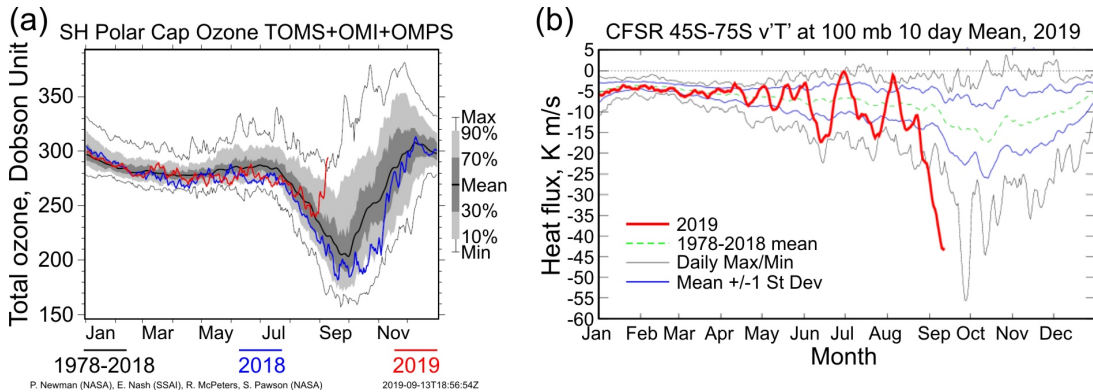 (a) SH Polar Cap Ozone TOMS+OMI+OMPS
Total ozone, Dobson Unit
350
300
250
200
150
Max
90%
70%
Mean
30%
10%
Min
Jan Mar May Jul Sep Nov
1978-2018 2018 2019
P. Newman (NASA), E. Nash (SSAI), R. McPeters, S. Pawson (NASA) 2019-09-13T18:56:54Z
(b) CFSR 45S-75S v'T' at 100 mb 10 day Mean, 2019
Heat flux, K m/s
5
0
-5
-10
-15
-20
-25
-30
-35
-40
-45
-50
-55
-60
2019
1978-2018 mean
Daily Max/Min
Mean +/-1 St Dev
Jan Feb Mar Apr May Jun Jul Aug Sep Oct Nov Dec
Month